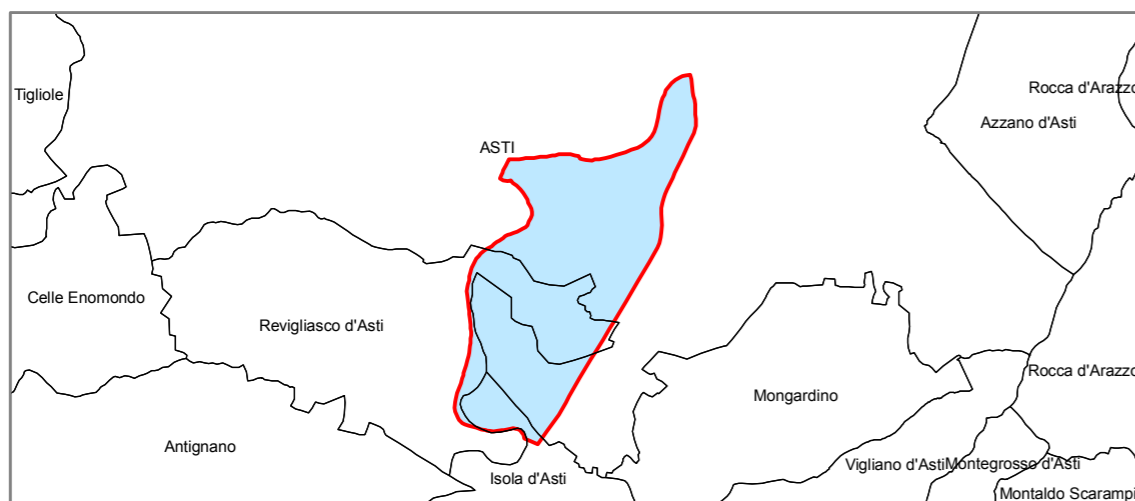 Rocca d'Arazzo
Tigliole
Azzano d'Asti
ASTI
Celle Enomondo
Revigliasco d'Asti
Rocca d'Arazzo
Mongardino
Antignano
Vigliano d'Asti
Montegrosso d'Asti
Isola d'Asti
Montaldo Scarampi